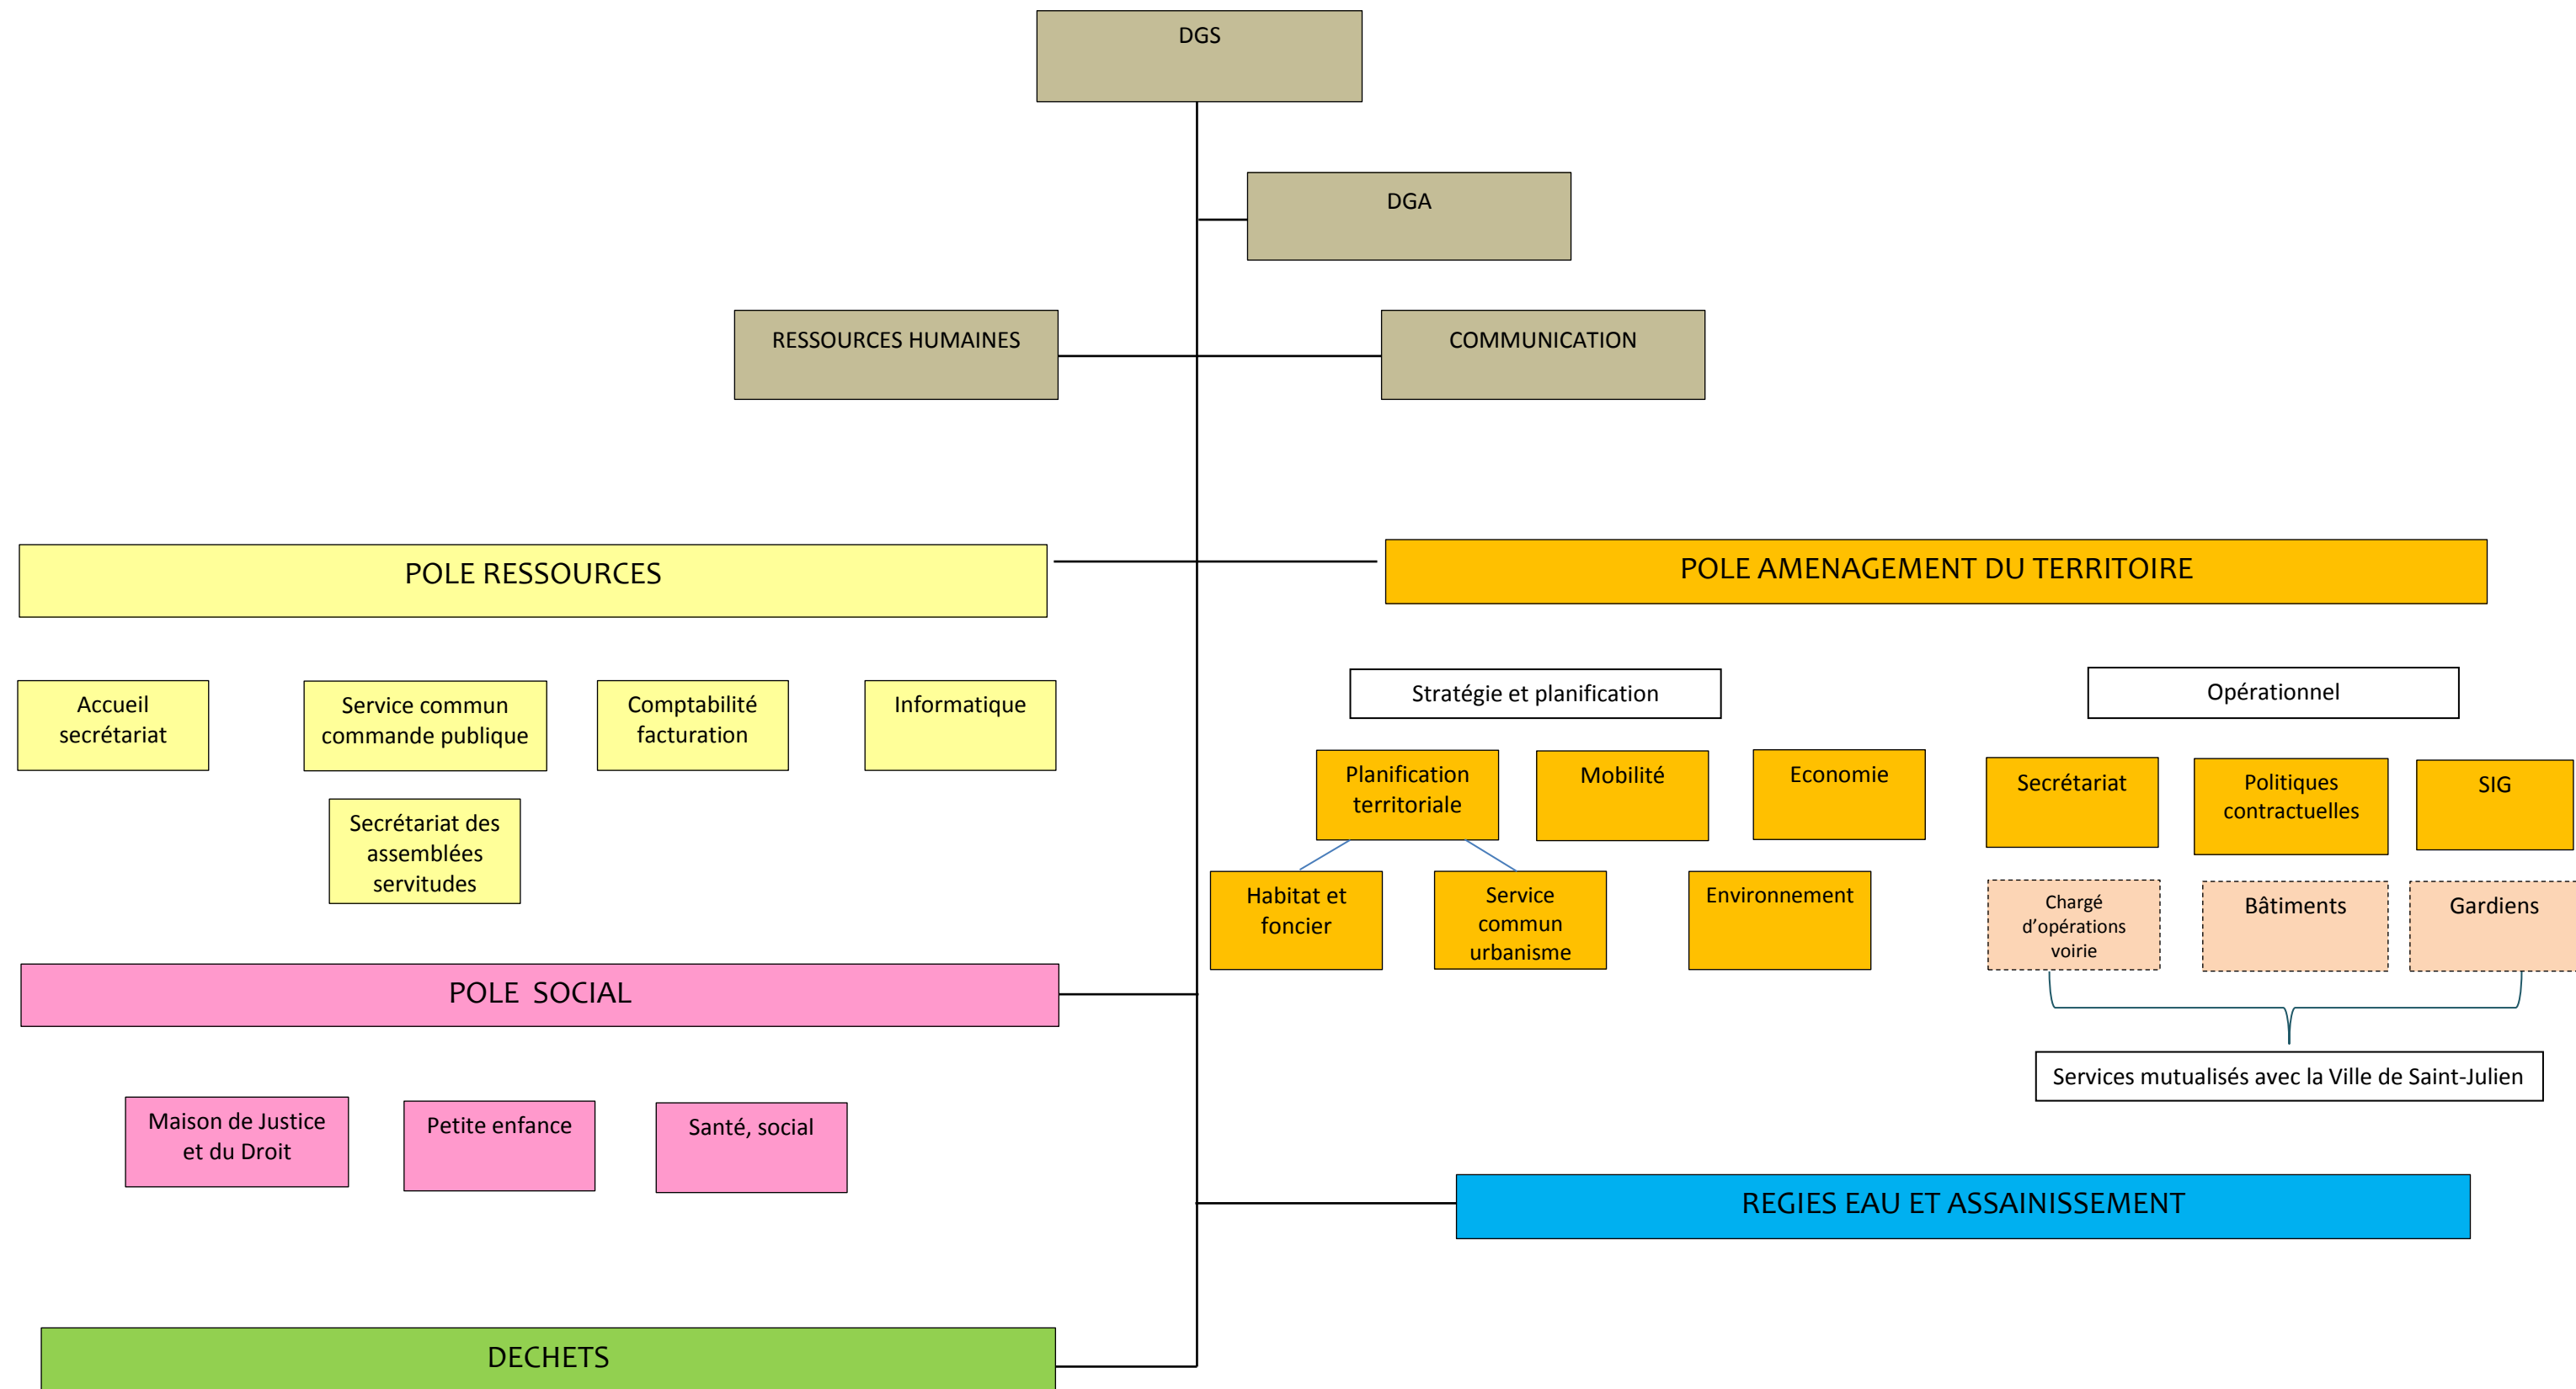 DGS
DGA
RESSOURCES HUMAINES
COMMUNICATION
POLE RESSOURCES
POLE AMENAGEMENT DU TERRITOIRE
Accueil
secrétariat
Service commun
commande publique
Comptabilité
facturation
Informatique
Secrétariat des
assemblées
servitudes
Stratégie et planification
Opérationnel
Planification
territoriale
Mobilité
Economie
Secrétariat
Politiques
contractuelles
SIG
Habitat et
foncier
Service
commun
urbanisme
Environnement
Chargé
d’opérations
voirie
Bâtiments
Gardiens
POLE SOCIAL
Services mutualisés avec la Ville de Saint-Julien
Maison de Justice
et du Droit
Petite enfance
Santé, social
REGIES EAU ET ASSAINISSEMENT
DECHETS